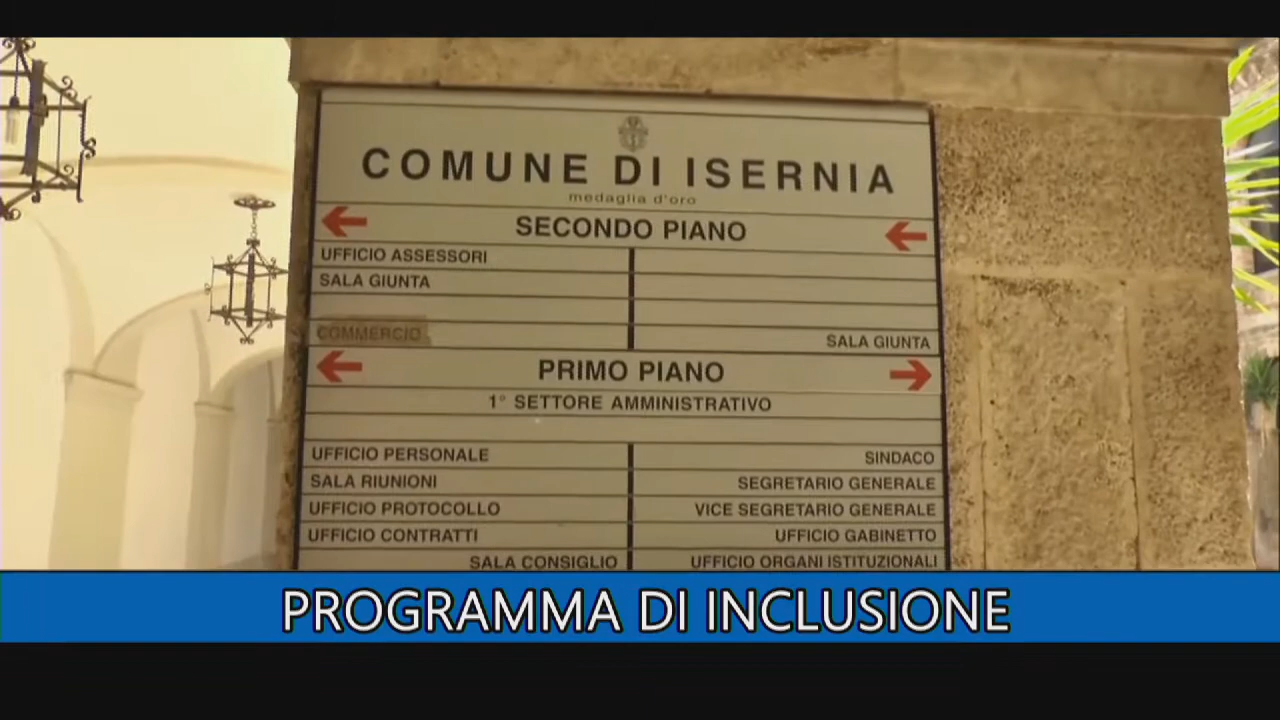 COMUNE DI ISERNIA
medaglia d'oro
SECONDO PIANO
UFFICIO ASSESSORI
SALA GIUNTA
COMMERCIO
SALA GIUNTA
PRIMO PIANO
1° SETTORE AMMINISTRATIVO
UFFICIO PERSONALE
SINDACO
SALA RIUNIONI
SEGRETARIO GENERALE
UFFICIO PROTOCOLLO
VICE SEGRETARIO GENERALE
UFFICIO CONTRATTI
UFFICIO GABINETTO
SALA CONSIGLIO
UFFICIO ORGANI ISTITUZIONALI
PROGRAMMA DI INCLUSIONE